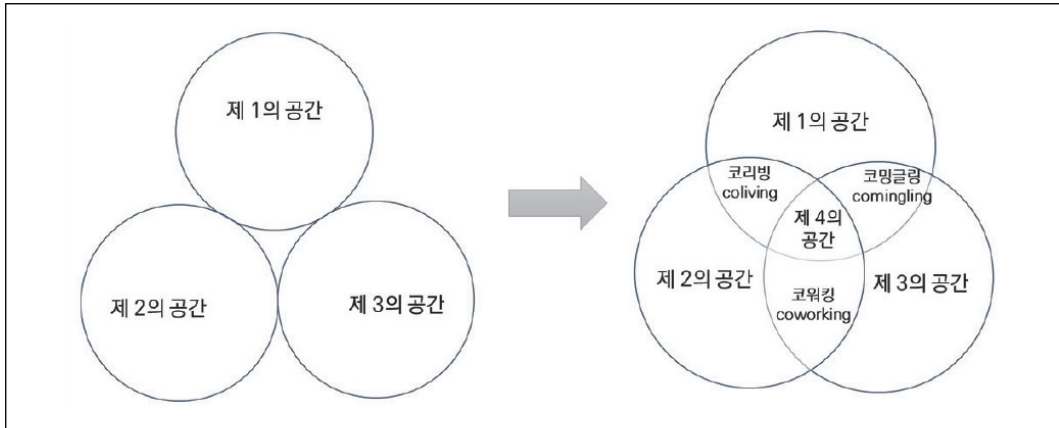 제 1의 공간
제 2의 공간
제 3의 공간
제 1의 공간
코리빙
coliving
코밍글링
comingling
제 4의
공간
제 2의 공간
코워킹
coworking
제 3의 공간